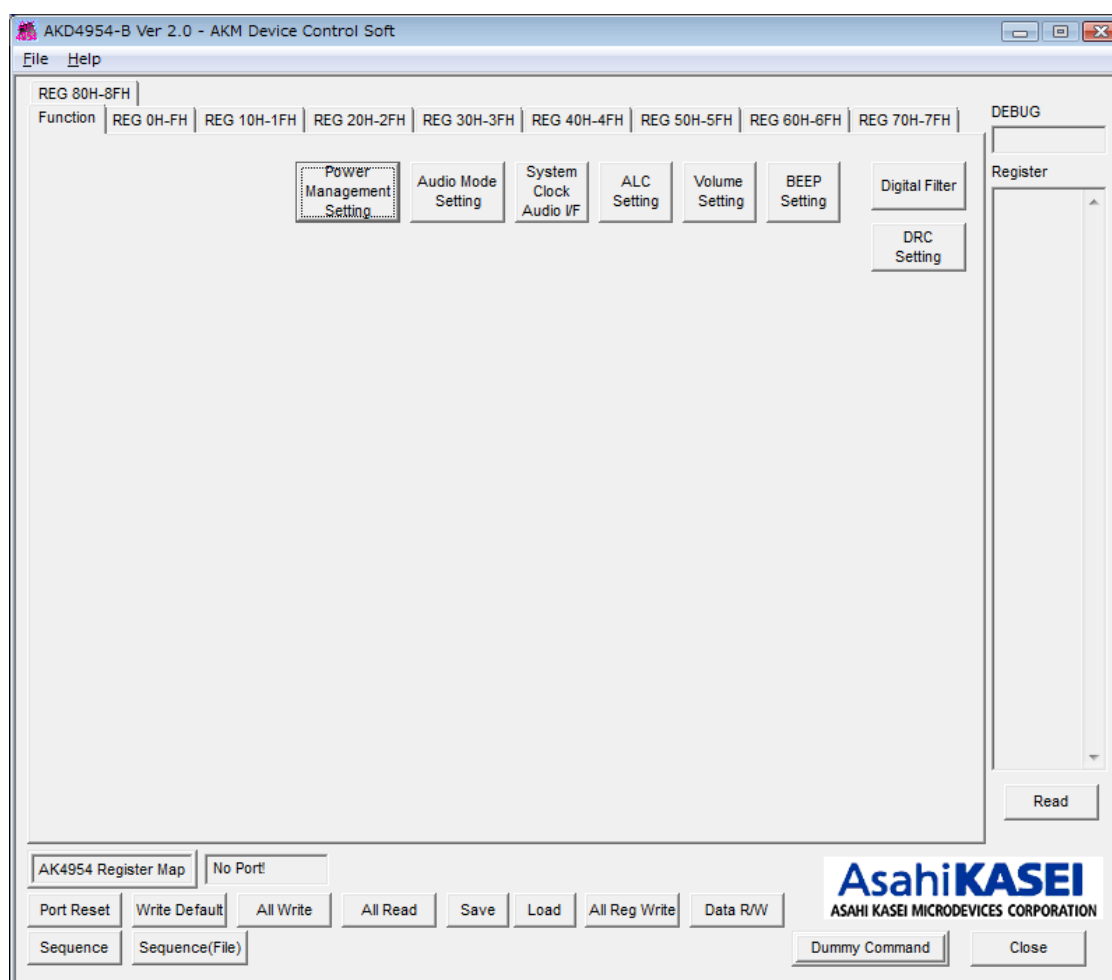 AKD4954-B Ver 2.0 - AKM Device Control Soft
File Help
REG 80H-8FH
Function REG 0H-FH REG 10H-1FH REG 20H-2FH REG 30H-3FH REG 40H-4FH REG 50H-5FH REG 60H-6FH REG 70H-7FH
DEBUG
Power
Management
Setting
Audio Mode
Setting
System
Clock
Audio I/F
ALC
Setting
Volume
Setting
BEEP
Setting
Digital Filter
DRC
Setting
Register
Read
AK4954 Register Map No Port!
Port Reset Write Default All Write All Read Save Load All Reg Write Data R/W
Sequence Sequence(File)
AsahiKASEI
ASAHI KASEI MICRODEVICES CORPORATION
Dummy Command Close